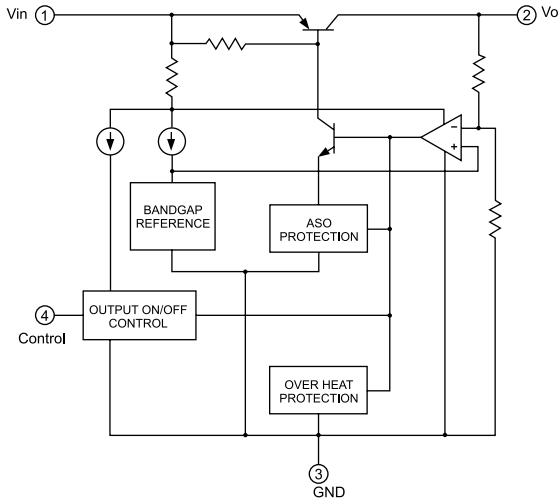 Vin 1
2 Vo
−
+
BANDGAP
REFERENCE
ASO
PROTECTION
4
Control
OUTPUT ON/OFF
CONTROL
OVER HEAT
PROTECTION
3
GND